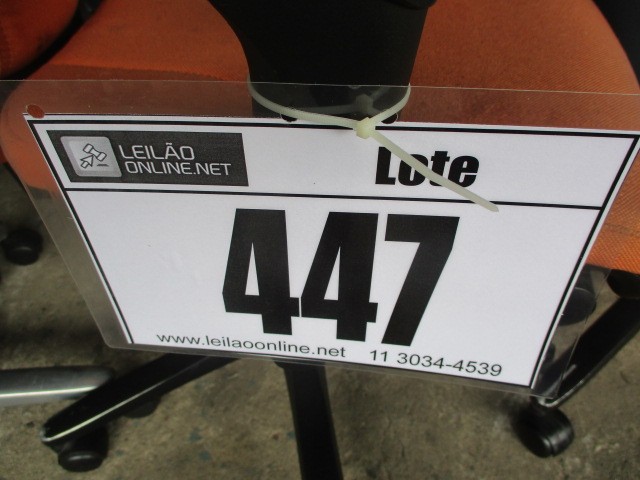 LEILÃO
ONLINE.NET
Lote
447
www.leilaoonline.net 11 3034-4539